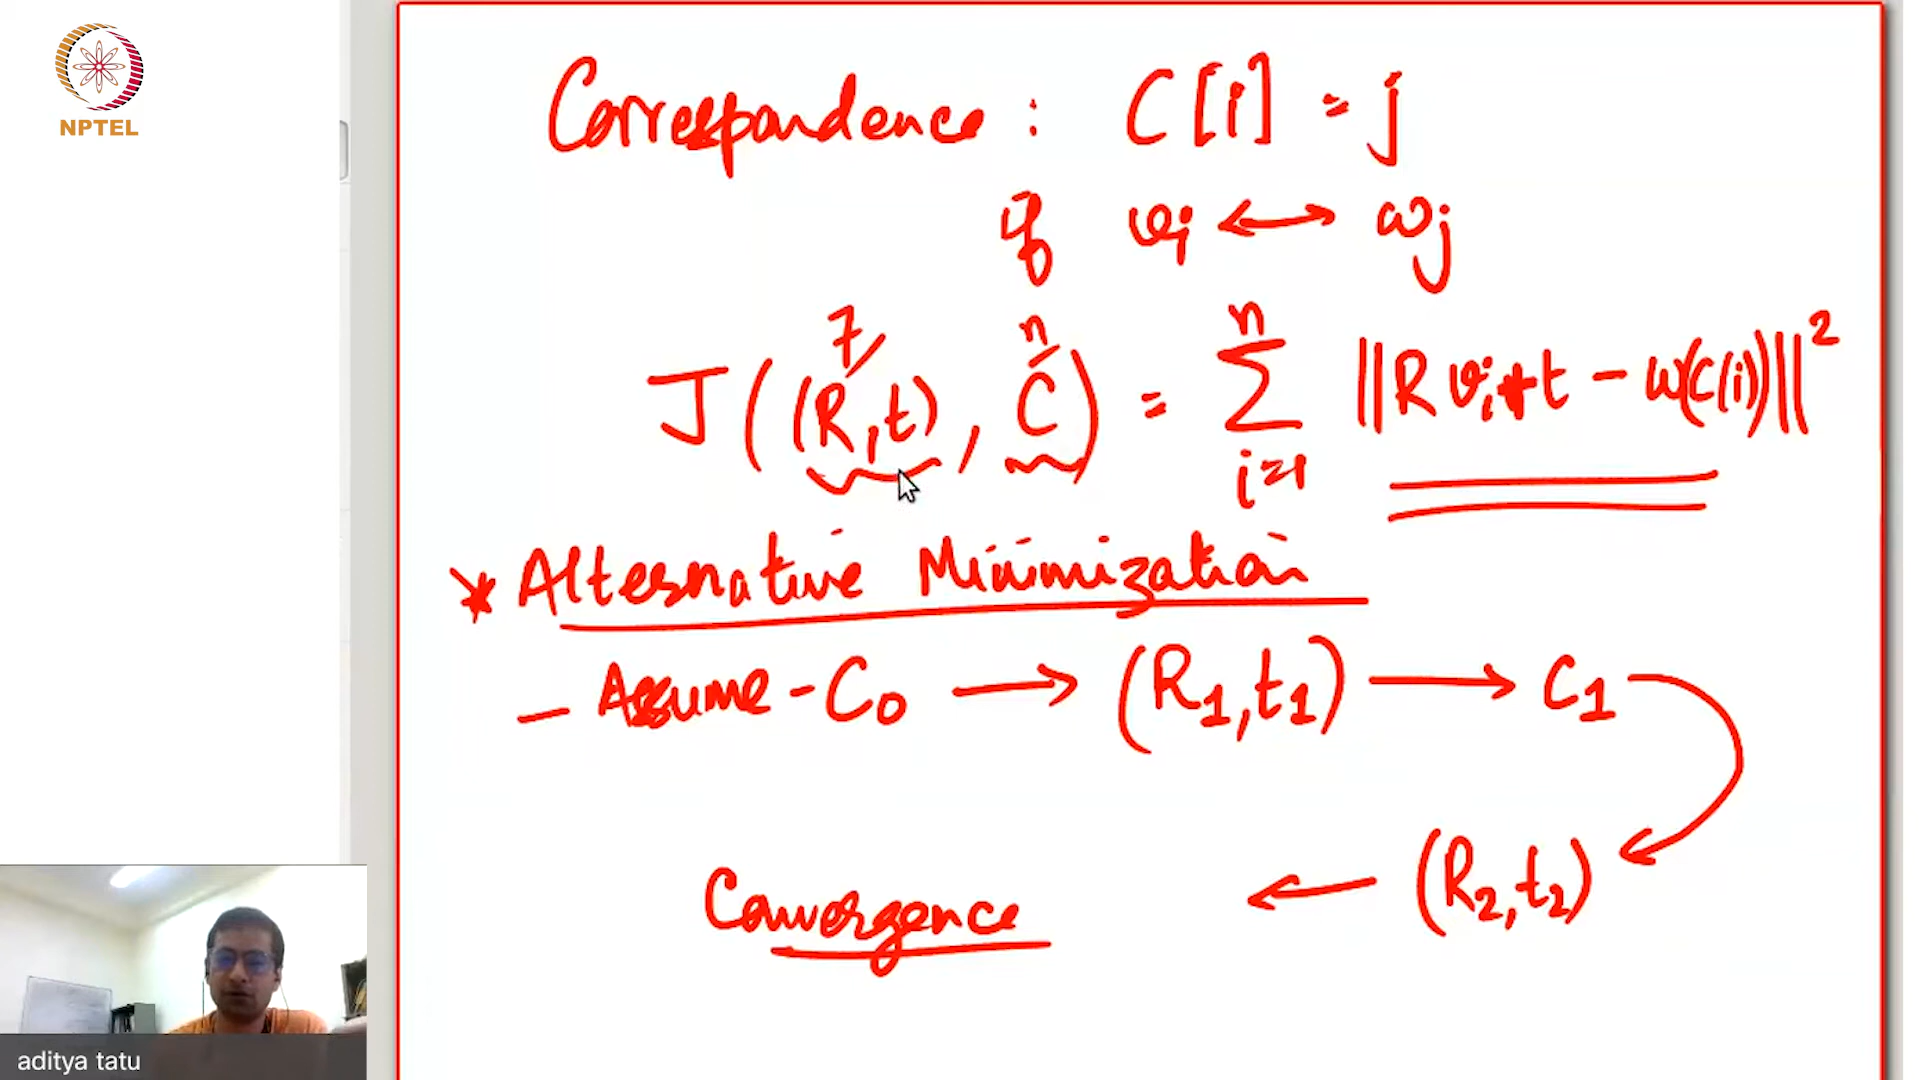 NPTEL
Correspondence : C[i] = j
if vi ↔ wj
7 n
J((R,t), C) = n∑i=1 ||Rvi+t - w(C(i))||²
* Alternative Minimization
- Assume - C0 → (R1,t1) → C1
(R2,t2)
Convergence ←
aditya tatu